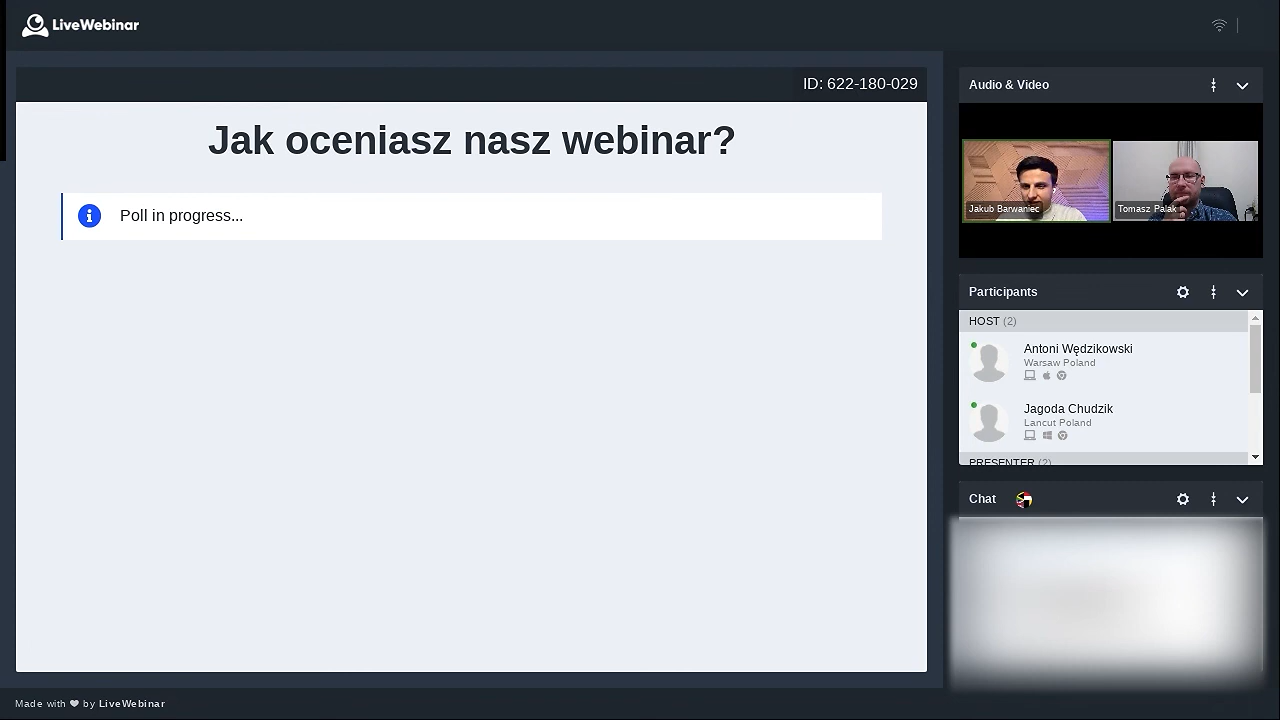 LiveWebinar
ID: 622-180-029
Jak oceniasz nasz webinar?
Poll in progress...
Audio & Video
Jakub Barwaniec
Tomasz Palak
Participants
HOST (2)
Antoni Wędzikowski
Warsaw Poland
Jagoda Chudzik
Lancut Poland
PRESENTER (2)
Chat
Made with ❤ by LiveWebinar